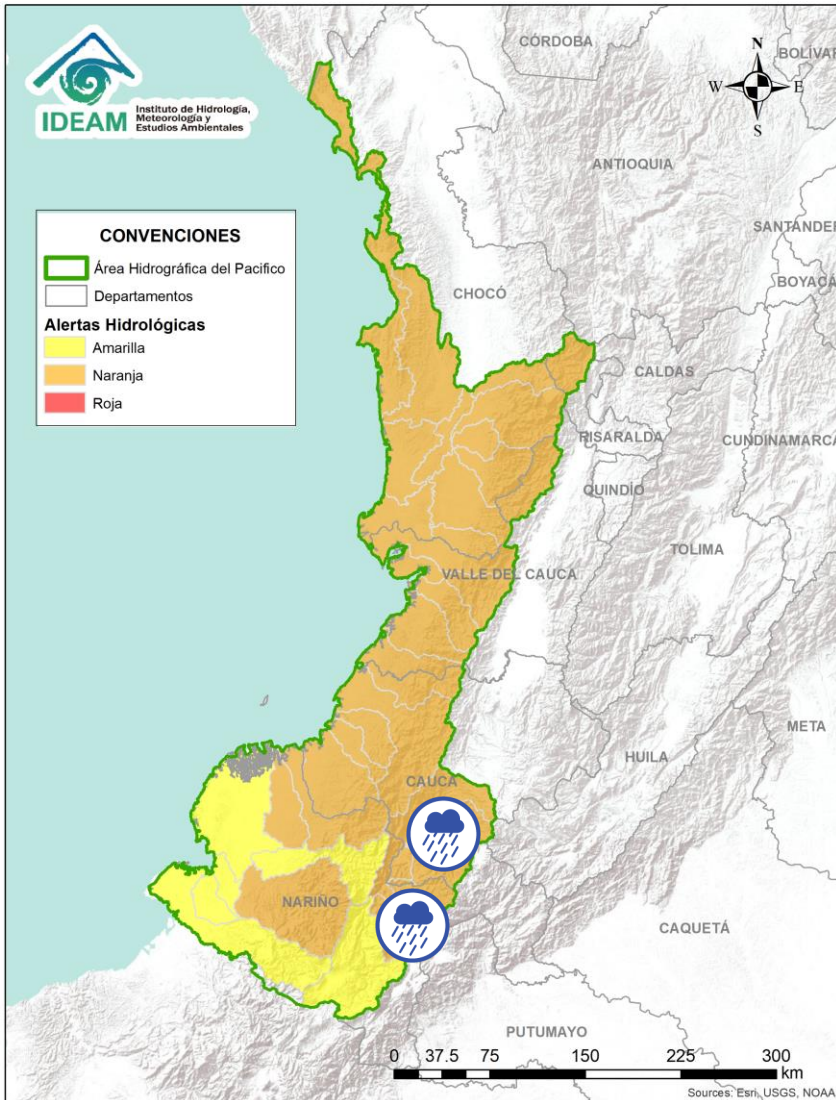 IDEAM
Instituto de Hidrología,
Meteorología y
Estudios Ambientales
CÓRDOBA
BOLÍVAR
N
W
E
S
ANTIOQUIA
SANTANDER
BOYACÁ
CONVENCIONES
Área Hidrográfica del Pacifico
Departamentos
Alertas Hidrológicas
Amarilla
Naranja
Roja
CHOCÓ
CALDAS
RISARALDA
CUNDINAMARCA
QUINDÍO
TOLIMA
VALLE DEL CAUCA
META
HUILA
CAUCA
NARIÑO
CAQUETÁ
PUTUMAYO
0 37.5 75 150 225 300
km
Sources: Esri, USGS, NOAA